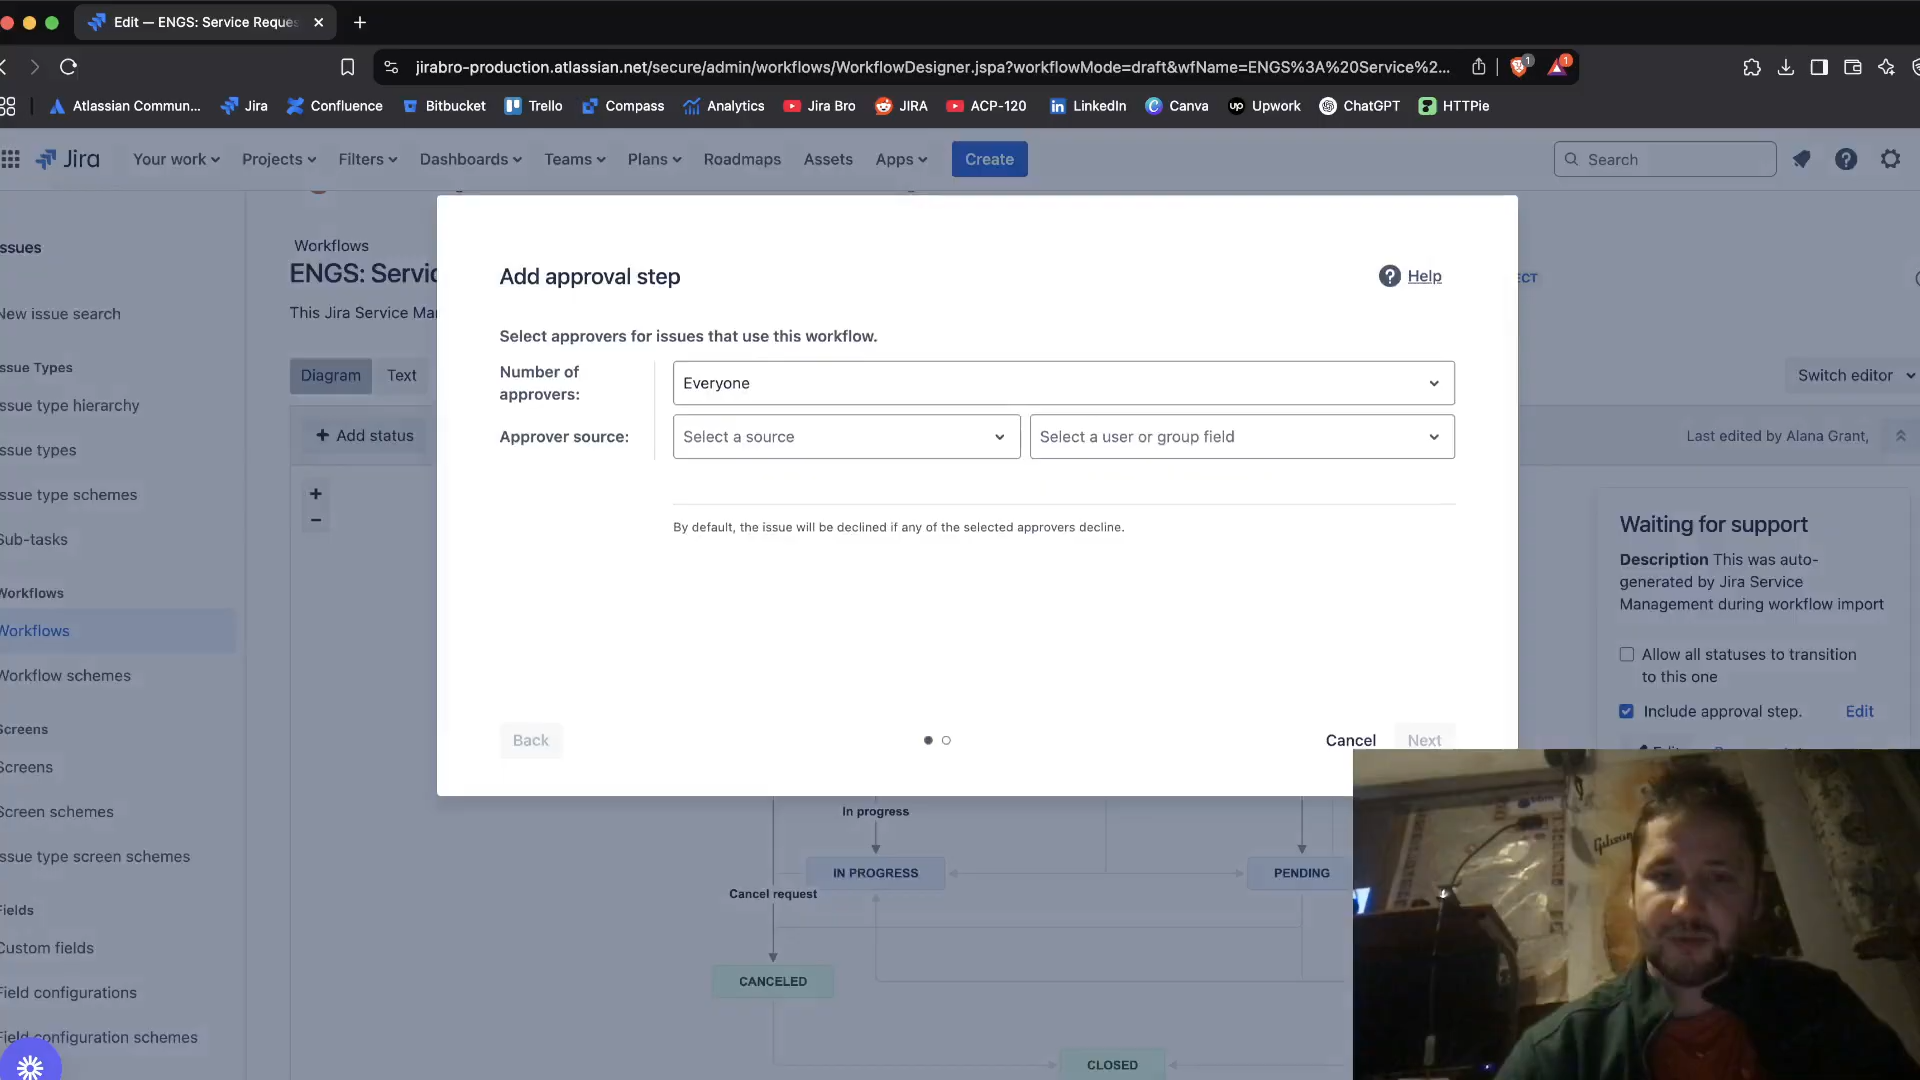 Edit — ENGS: Service Reques
jirabro-production.atlassian.net/secure/admin/workflows/WorkflowDesigner.jspa?workflowMode=draft&wfName=ENGS%3A%20Service%2...
1
1
Atlassian Commun...
Jira
Confluence
Bitbucket
Trello
Compass
Analytics
Jira Bro
JIRA
ACP-120
LinkedIn
Canva
Upwork
ChatGPT
HTTPie
Jira
Your work
Projects
Filters
Dashboards
Teams
Plans
Roadmaps
Assets
Apps
Create
Search
ssues
New issue search
ssue Types
ssue type hierarchy
ssue types
ssue type schemes
Sub-tasks
Workflows
Workflows
Workflow schemes
Screens
Screens
Screen schemes
ssue type screen schemes
Fields
Custom fields
Field configurations
Field configuration schemes
Workflows
ENGS: Servic
This Jira Service Ma
Diagram
Text
+ Add status
+
−
Add approval step
Help
Select approvers for issues that use this workflow.
Number of
approvers:
Everyone
Approver source:
Select a source
Select a user or group field
By default, the issue will be declined if any of the selected approvers decline.
Back
Cancel
Next
ECT
Switch editor
Last edited by Alana Grant,
Waiting for support
Description This was auto-
generated by Jira Service
Management during workflow import
Allow all statuses to transition
to this one
Include approval step.
Edit
In progress
IN PROGRESS
PENDING
Cancel request
CANCELED
CLOSED
Gibson